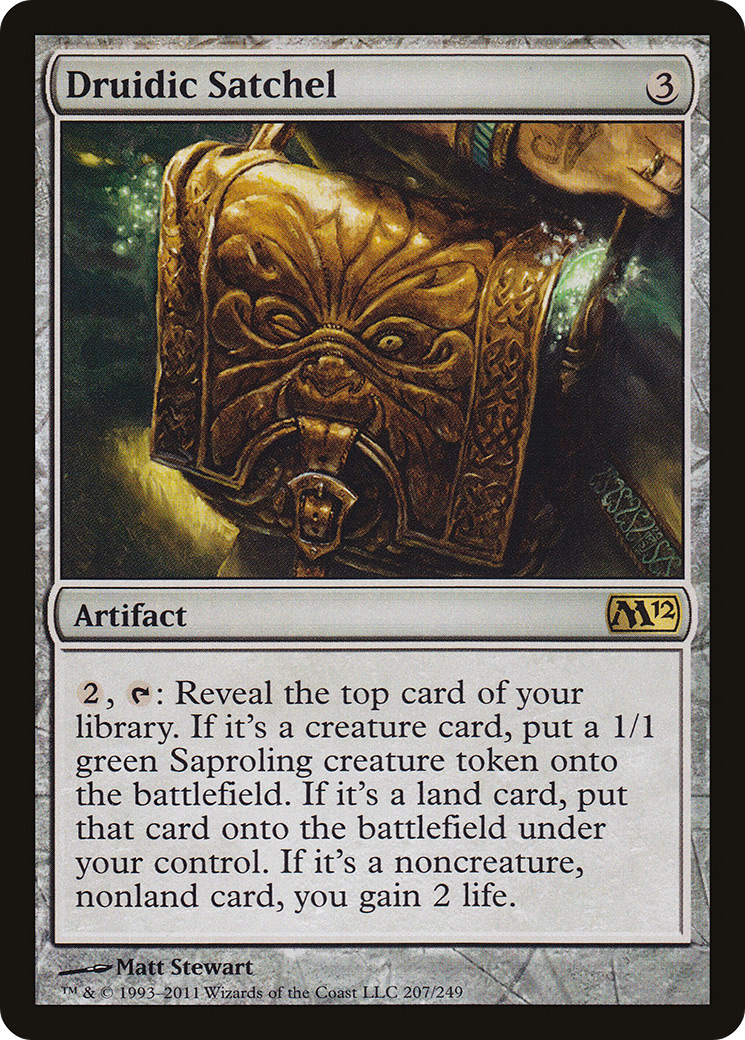 Druidic Satchel 3
Artifact M12
2, : Reveal the top card of your
library. If it's a creature card, put a 1/1
green Saproling creature token onto
the battlefield. If it's a land card, put
that card onto the battlefield under
your control. If it's a noncreature,
nonland card, you gain 2 life.
Matt Stewart
™ & © 1993–2011 Wizards of the Coast LLC 207/249